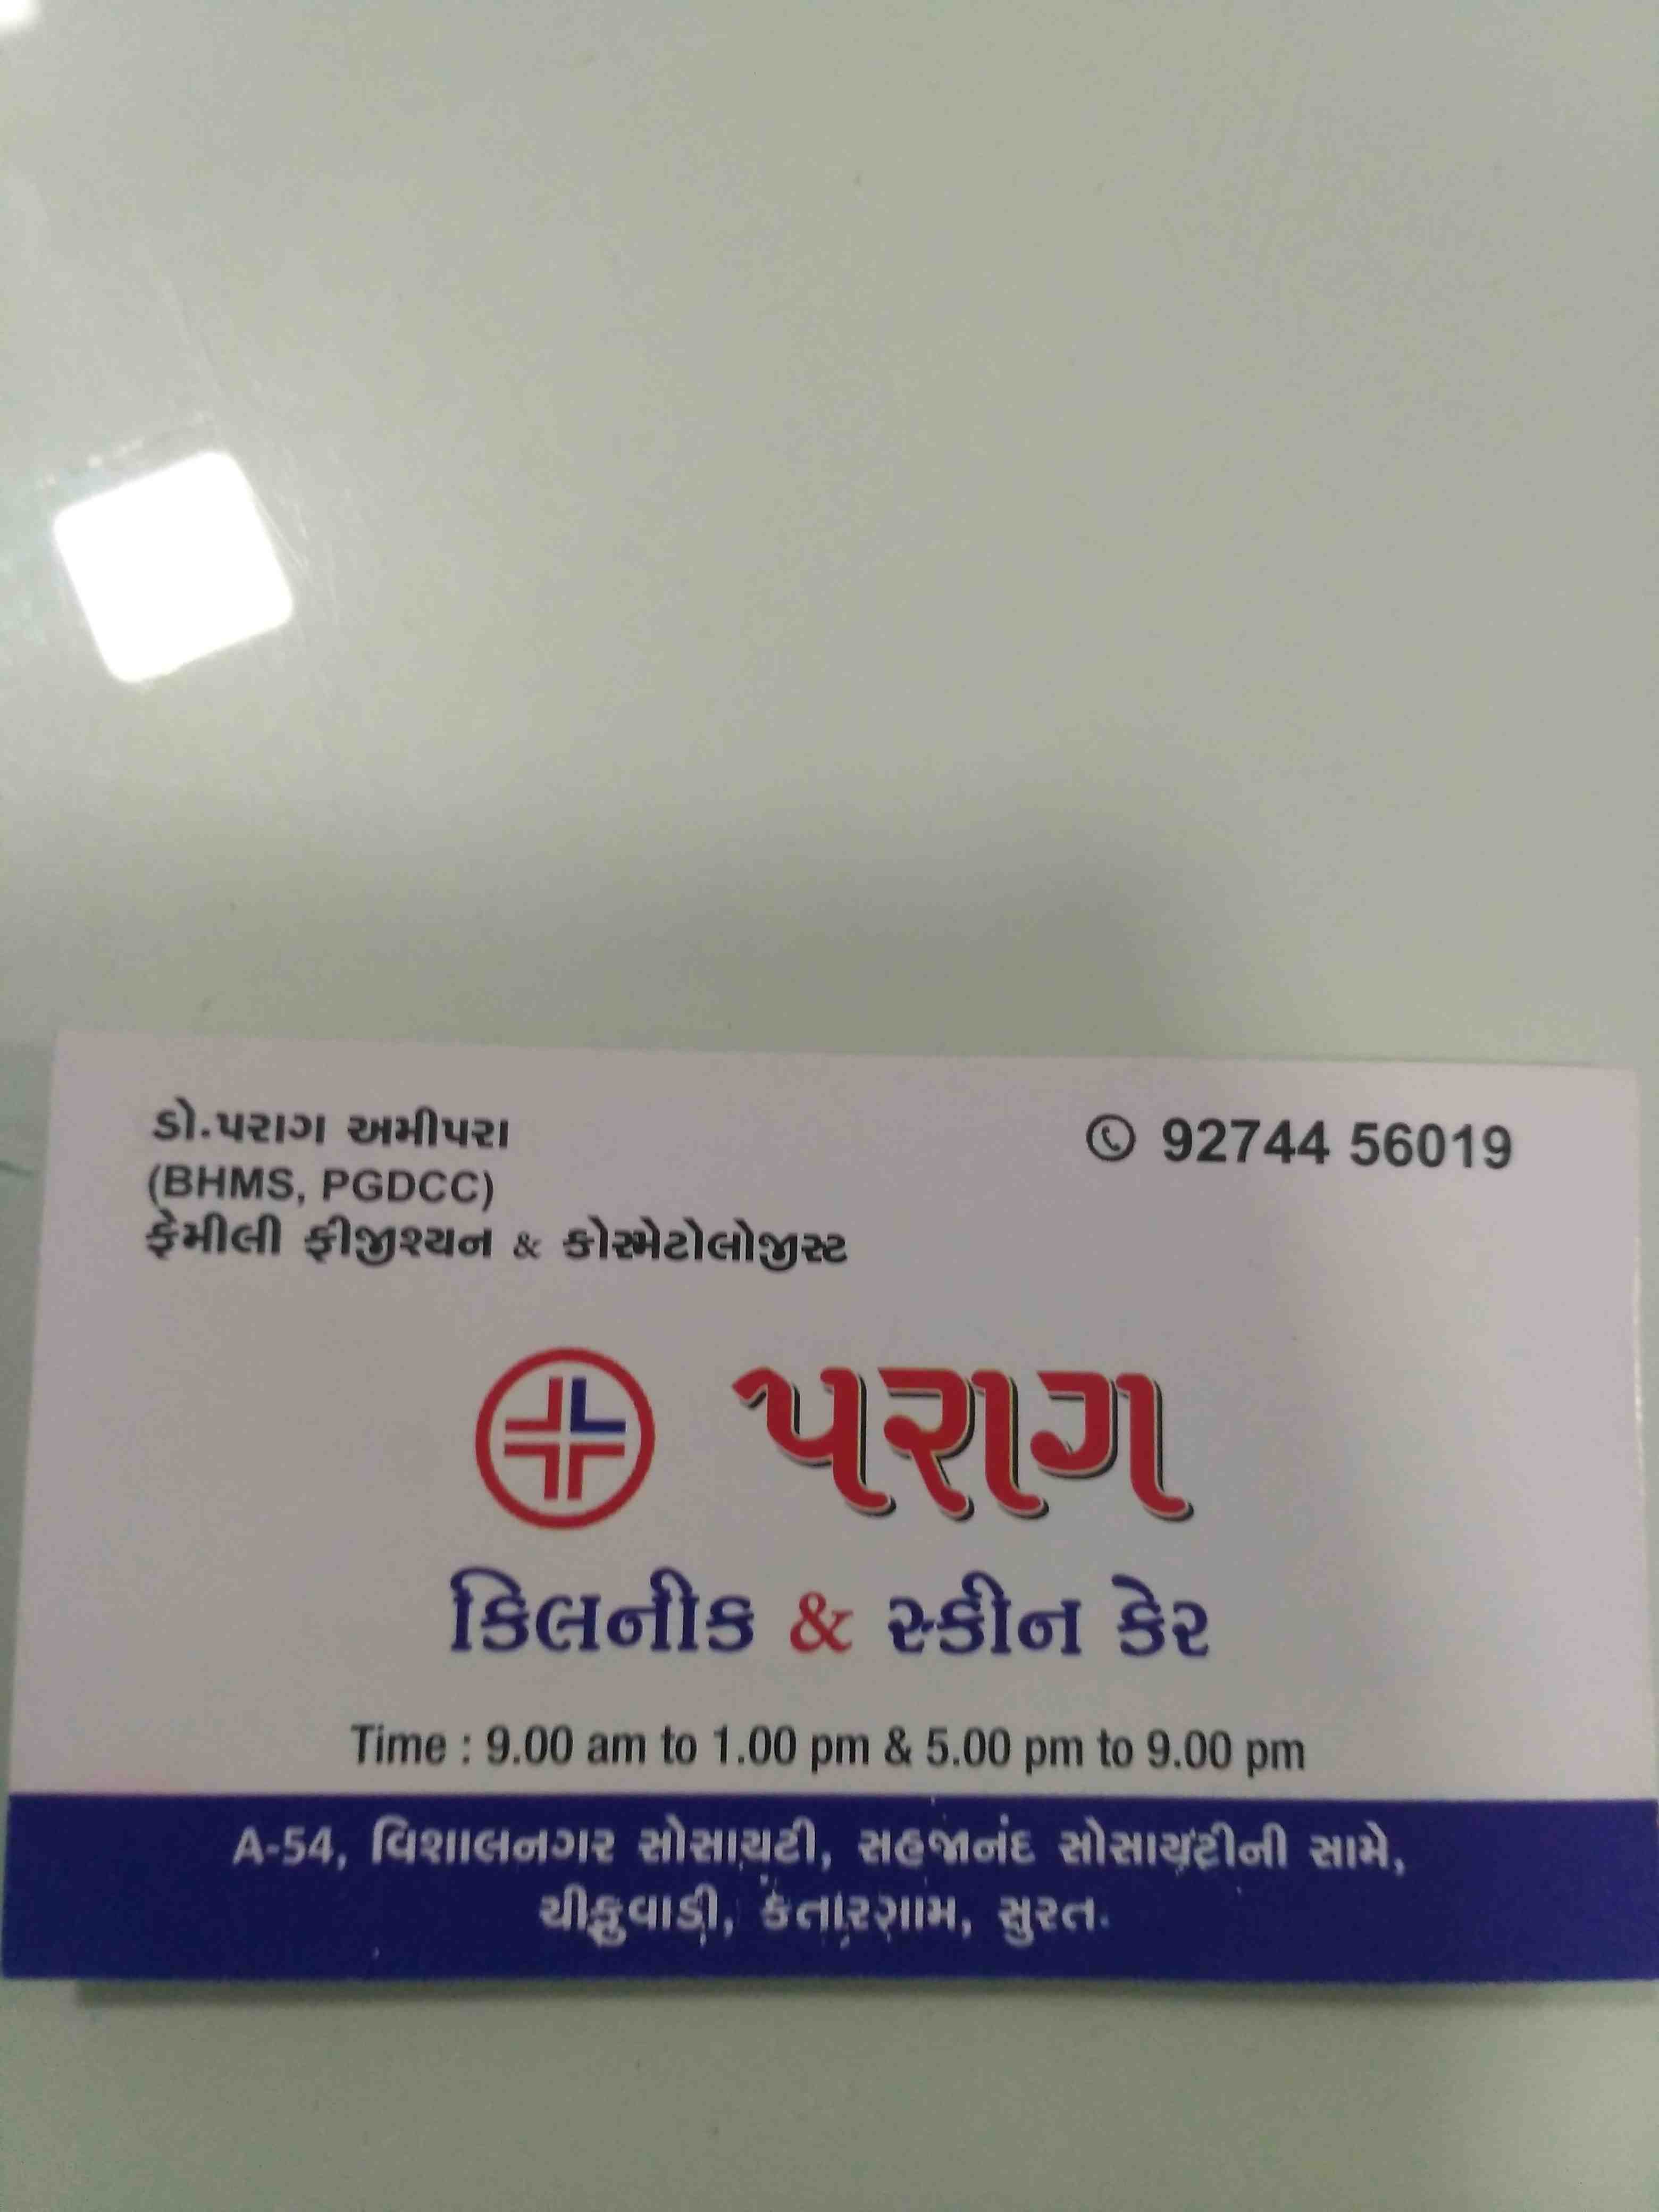 ડો.પરાગ અમીપરા
(BHMS, PGDCC)
ફેમીલી ફીજીશ્યન & કોસ્મેટોલોજીસ્ટ
92744 56019
પરાગ
કિલનીક & સ્કીન કેર
Time : 9.00 am to 1.00 pm & 5.00 pm to 9.00 pm
A-54, વિશાલનગર સોસાયટી, સહજાનંદ સોસાયટીની સામે,
ચીકુવાડી, કતારગામ, સુરત.